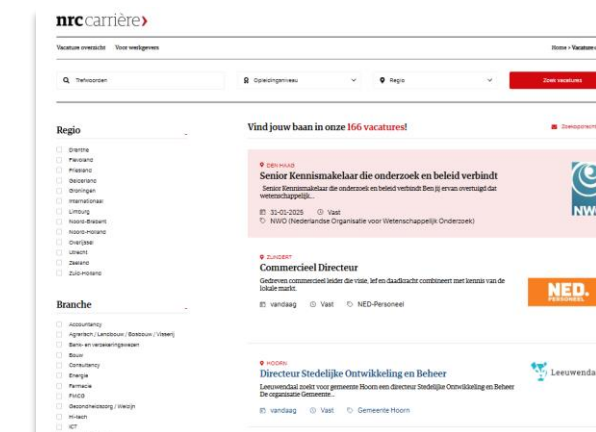 nrc carrière›
Vacature overzicht Voor werkgevers
Home > Vacature
Trefwoorden
Opleidingsniveau
Regio
Zoek vacatures
Regio
Drenthe
Flevoland
Friesland
Gelderland
Groningen
Internationaal
Limburg
Noord-Brabant
Noord-Holland
Overijssel
Utrecht
Zeeland
Zuid-Holland
Branche
Accountancy
Agrarisch / Landbouw / Bosbouw / Visserij
Bank- en verzekeringswezen
Bouw
Consultancy
Energie
Farmacie
FMCG
Gezondheidszorg / Welzijn
Hi-tech
ICT
Vind jouw baan in onze 166 vacatures!
DEN HAAG
Senior Kennismakelaar die onderzoek en beleid verbindt
Senior Kennismakelaar die onderzoek en beleid verbindt Ben jij ervan overtuigd dat
wetenschappelijk...
31-01-2025 Vast
NWO (Nederlandse Organisatie voor Wetenschappelijk Onderzoek)
NWO
ZUNDERT
Commercieel Directeur
Gedreven commercieel leider die visie, lef en daadkracht combineert met kennis van de
lokale markt.
vandaag Vast NED-Personeel
NED.
PERSONEEL
HOORN
Directeur Stedelijke Ontwikkeling en Beheer
Leeuwendaal zoekt voor gemeente Hoorn een directeur Stedelijke Ontwikkeling en Beheer
De organisatie Gemeente...
vandaag Vast Gemeente Hoorn
Leeuwenda